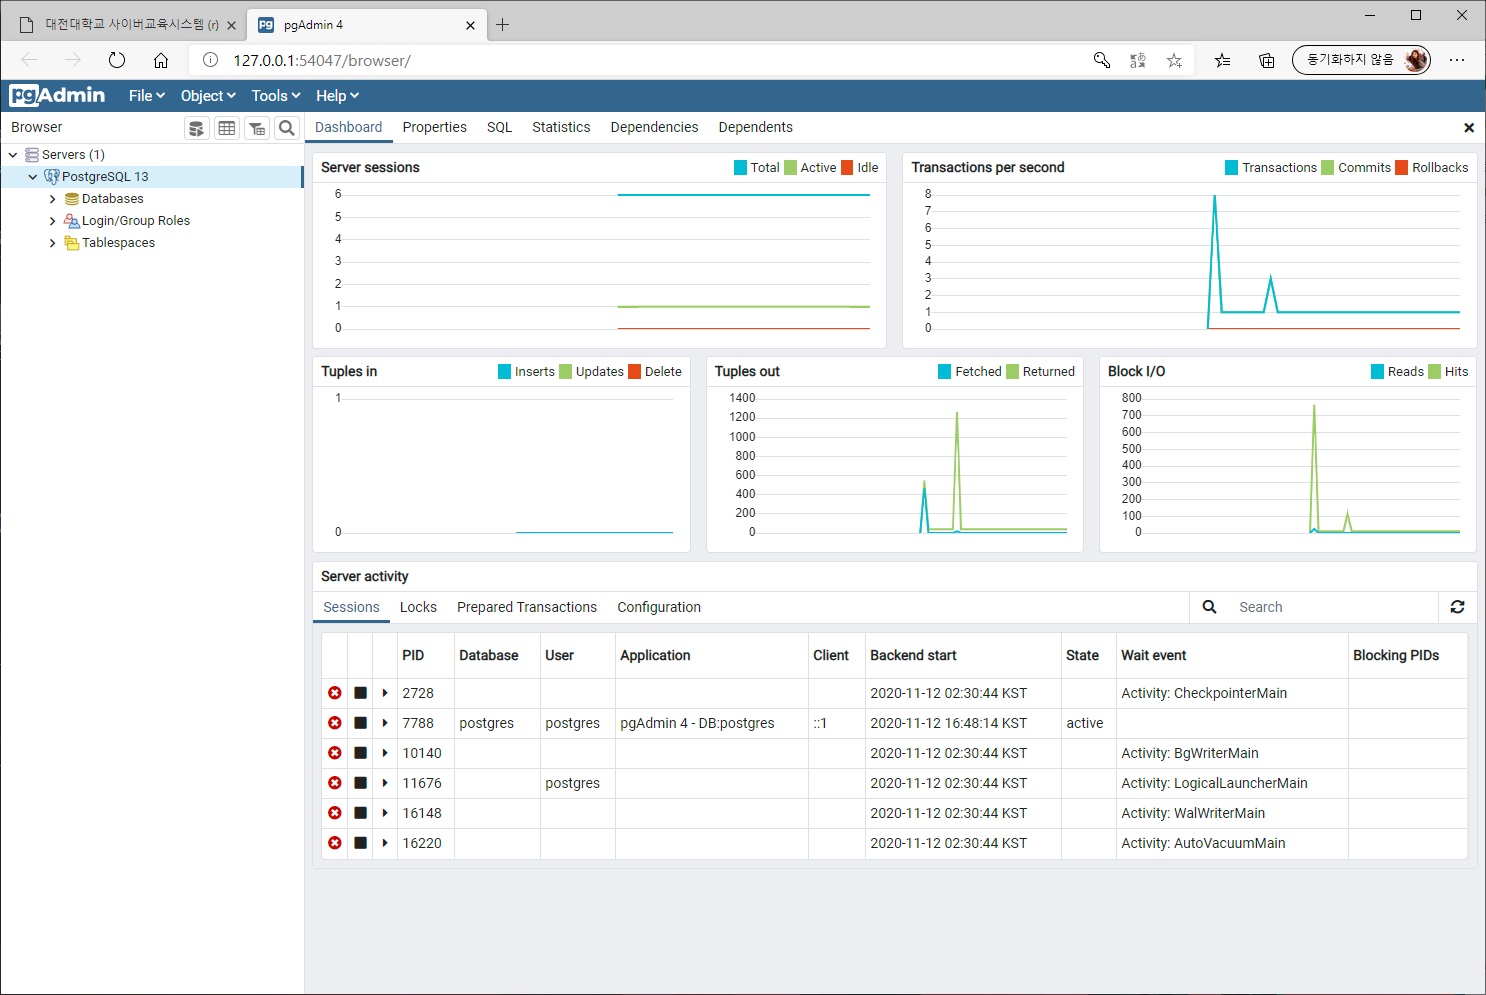 대전대학교 사이버교육시스템 (r)
pgAdmin 4
127.0.0.1:54047/browser/
동기화하지 않음
pgAdmin File Object Tools Help
Browser
Dashboard Properties SQL Statistics Dependencies Dependents
Servers (1)
PostgreSQL 13
Databases
Login/Group Roles
Tablespaces
Server sessions Total Active Idle
6
5
4
3
2
1
0
Transactions per second Transactions Commits Rollbacks
8
7
6
5
4
3
2
1
0
Tuples in Inserts Updates Delete
1
0
Tuples out Fetched Returned
1400
1200
1000
800
600
400
200
0
Block I/O Reads Hits
800
700
600
500
400
300
200
100
0
Server activity
Sessions Locks Prepared Transactions Configuration Search
PID Database User Application Client Backend start State Wait event Blocking PIDs
2728 2020-11-12 02:30:44 KST Activity: CheckpointerMain
7788 postgres postgres pgAdmin 4 - DB:postgres ::1 2020-11-12 16:48:14 KST active
10140 2020-11-12 02:30:44 KST Activity: BgWriterMain
11676 postgres 2020-11-12 02:30:44 KST Activity: LogicalLauncherMain
16148 2020-11-12 02:30:44 KST Activity: WalWriterMain
16220 2020-11-12 02:30:44 KST Activity: AutoVacuumMain